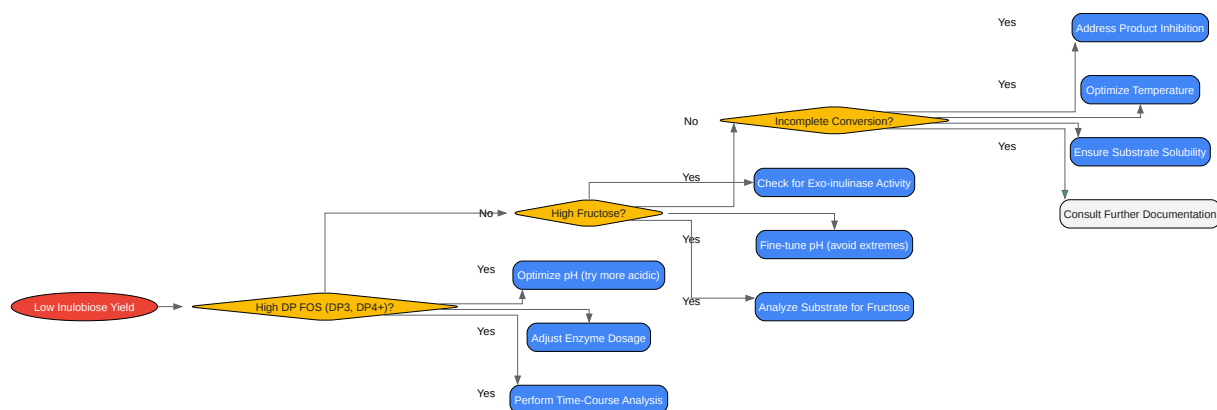 Yes
Address Product Inhibition
Yes
Optimize Temperature
No
Incomplete Conversion?
Yes
Ensure Substrate Solubility
Yes
Check for Exo-inulinase Activity
No
High Fructose?
Consult Further Documentation
Yes
Fine-tune pH (avoid extremes)
Yes
Optimize pH (try more acidic)
Low Inulobiose Yield
High DP FOS (DP3, DP4+)?
Yes
Analyze Substrate for Fructose
Yes
Adjust Enzyme Dosage
Yes
Perform Time-Course Analysis